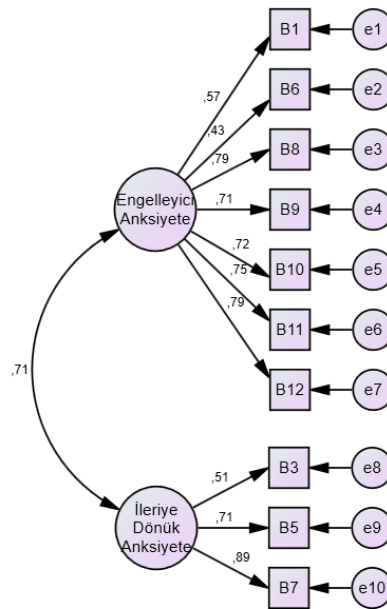 B1
e1
,57
B6
e2
,43
B8
e3
,79
Engelleyici
Anksiyete
,71
B9
e4
,72
B10
e5
,75
B11
e6
,79
B12
e7
,71
B3
e8
,51
İleriye
Dönük
Anksiyete
,71
B5
e9
,89
B7
e10